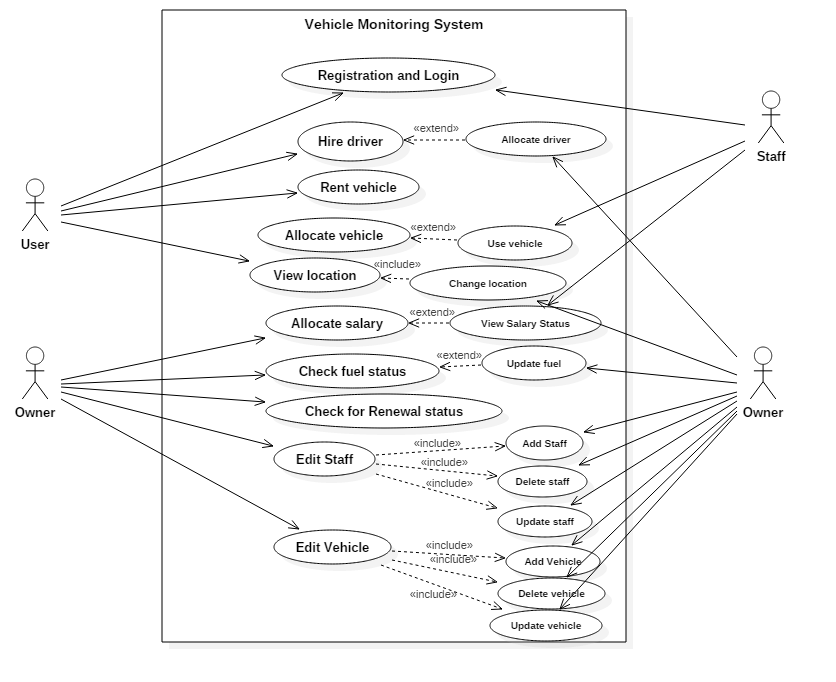 Vehicle Monitoring System
Registration and Login
Hire driver
«extend»
Allocate driver
Staff
Rent vehicle
User
Allocate vehicle
«extend»
Use vehicle
View location
«include»
Change location
Allocate salary
«extend»
View Salary Status
Check fuel status
«extend»
Update fuel
Owner
Owner
Check for Renewal status
Edit Staff
«include»
Add Staff
«include»
Delete staff
«include»
Update staff
Edit Vehicle
«include»
Add Vehicle
«include»
Delete vehicle
«include»
Update vehicle